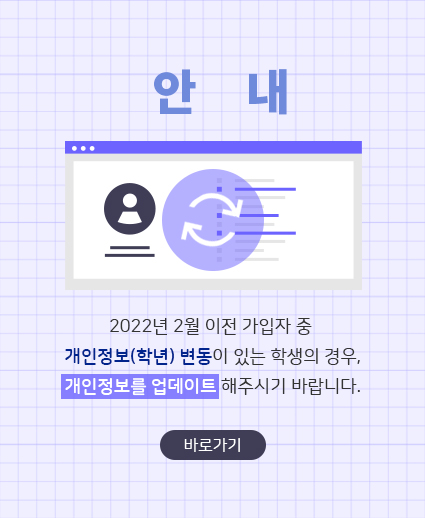 안 내
2022년 2월 이전 가입자 중
개인정보(학년) 변동이 있는 학생의 경우,
개인정보를 업데이트 해주시기 바랍니다.
바로가기